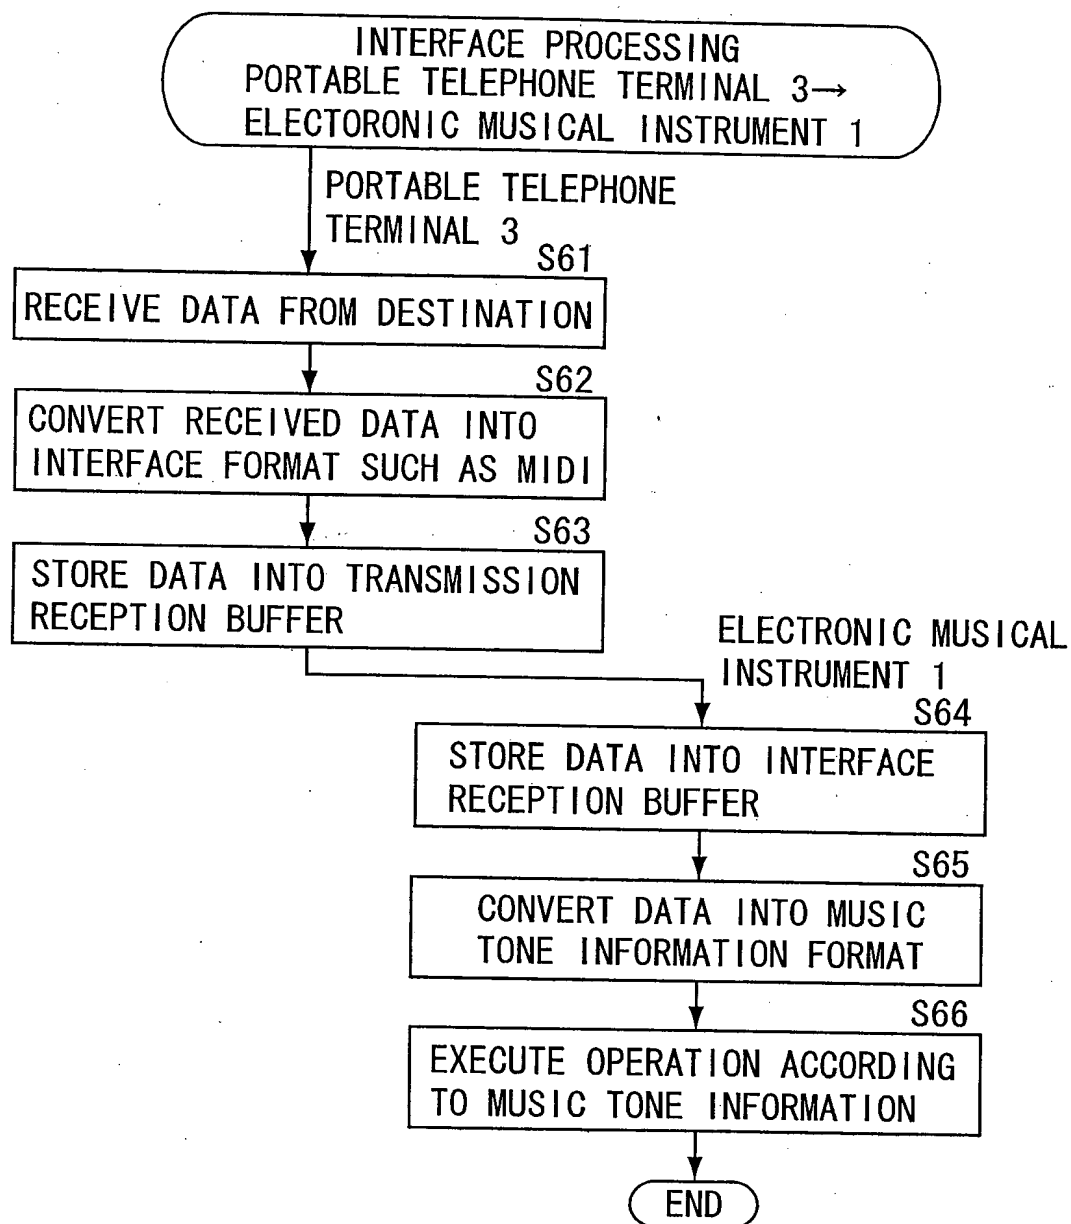 INTERFACE PROCESSING
PORTABLE TELEPHONE TERMINAL 3→
ELECTORONIC MUSICAL INSTRUMENT 1
PORTABLE TELEPHONE
TERMINAL 3
S61
RECEIVE DATA FROM DESTINATION
S62
CONVERT RECEIVED DATA INTO
INTERFACE FORMAT SUCH AS MIDI
S63
STORE DATA INTO TRANSMISSION
RECEPTION BUFFER
ELECTRONIC MUSICAL
INSTRUMENT 1
S64
STORE DATA INTO INTERFACE
RECEPTION BUFFER
S65
CONVERT DATA INTO MUSIC
TONE INFORMATION FORMAT
S66
EXECUTE OPERATION ACCORDING
TO MUSIC TONE INFORMATION
END